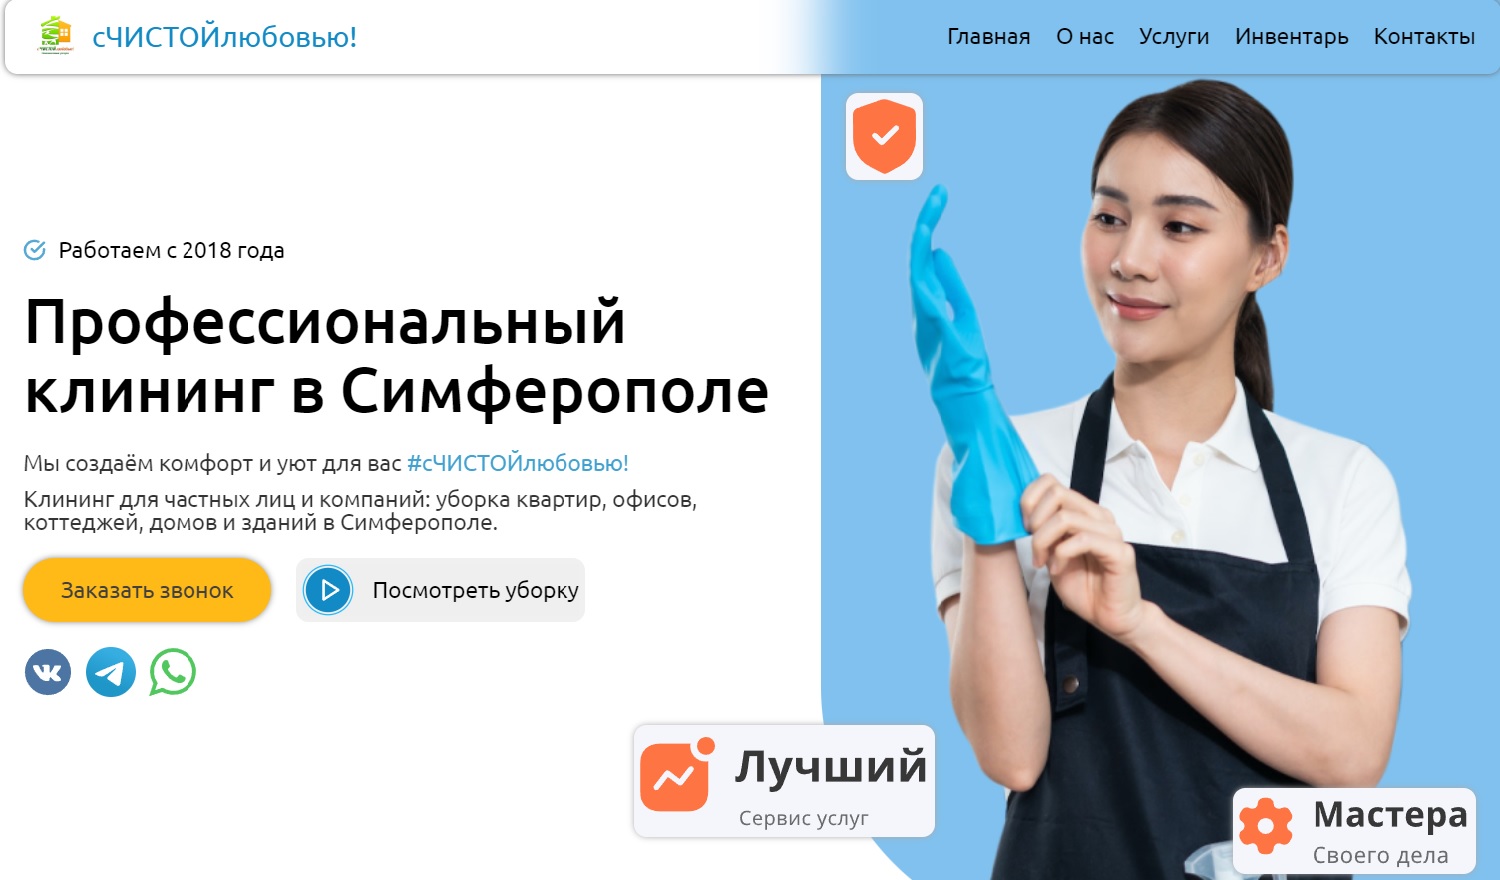 сЧИСТОЙлюбовью!
Главная О нас Услуги Инвентарь Контакты
Работаем с 2018 года
Профессиональный
клининг в Симферополе
Мы создаём комфорт и уют для вас #сЧИСТОЙлюбовью!
Клининг для частных лиц и компаний: уборка квартир, офисов,
коттеджей, домов и зданий в Симферополе.
Заказать звонок
Посмотреть уборку
Лучший
Сервис услуг
Мастера
Своего дела